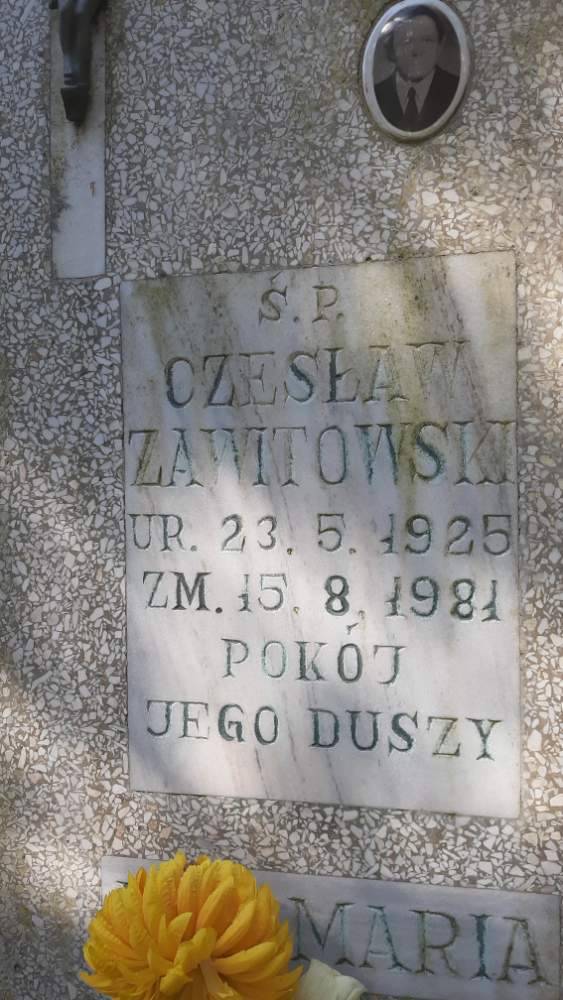 Ś.P.
CZESŁAW
ZAWITOWSKI
UR. 23. 5. 1925
ZM. 15. 8. 1981
POKÓJ
JEGO DUSZY
MARIA